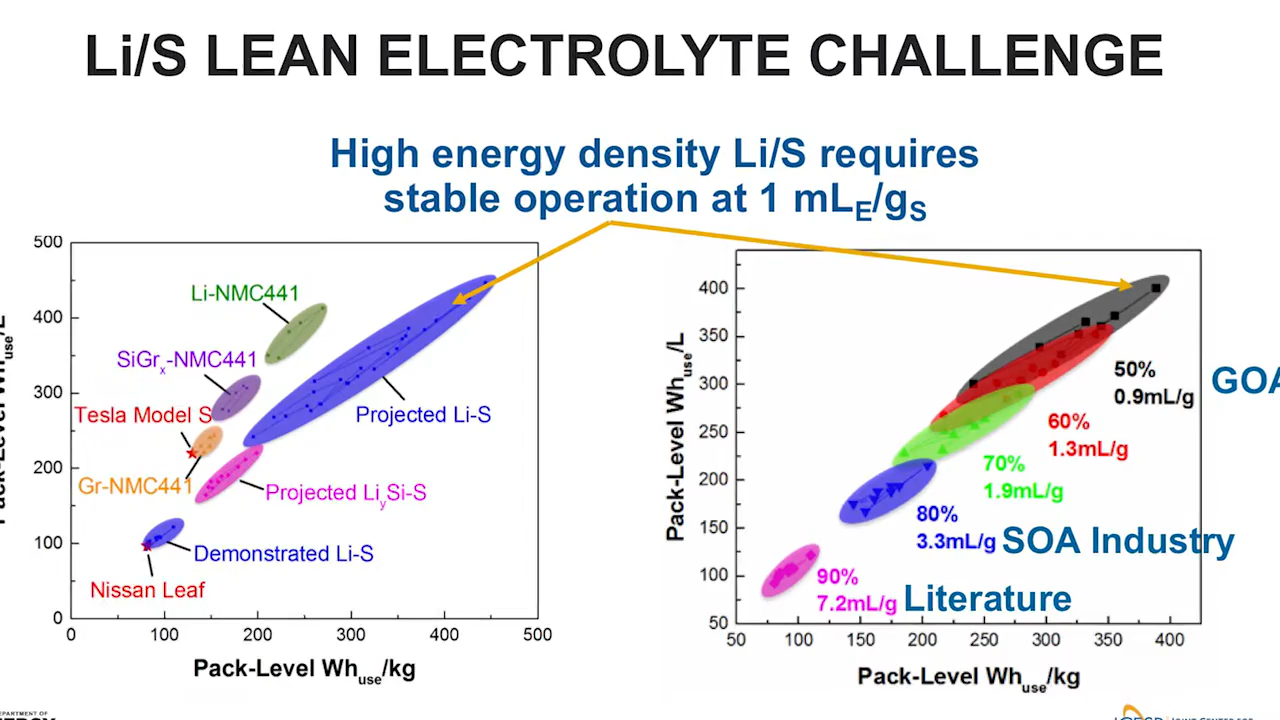 Li/S LEAN ELECTROLYTE CHALLENGE
High energy density Li/S requires
stable operation at 1 mLE/gS
500
400
300
200
100
0
0 100 200 300 400 500
Pack-Level Whuse/kg
Li-NMC441
SiGrx-NMC441
Tesla Model S
Gr-NMC441
Projected Li-S
Projected LiySi-S
Demonstrated Li-S
Nissan Leaf
Pack-Level Whuse/L
400
350
300
250
200
150
100
50
50 100 150 200 250 300 350 400
Pack-Level Whuse/kg
50%
0.9mL/g
60%
1.3mL/g
70%
1.9mL/g
80%
3.3mL/g SOA Industry
90%
7.2mL/g Literature